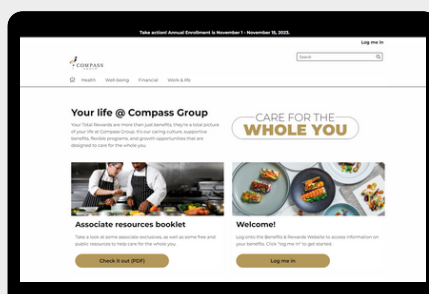 Take action! Annual Enrollment is November 1 - November 15, 2023.
Log me in
Search
COMPASS
GROUP
Health Well-being Financial Work & life
Your life @ Compass Group
Your Total Rewards are more than just benefits, they're a total picture
of your life at Compass Group. It's our caring culture, supportive
benefits, flexible programs, and growth opportunities that are
designed to care for the whole you.
CARE FOR THE
WHOLE YOU
Associate resources booklet
Take a look at some associate exclusives, as well as some free and
public resources to help care for the whole you.
Check it out (PDF)
Welcome!
Log onto the Benefits & Rewards Website to access information on
your benefits. Click "log me in" to get started.
Log me in